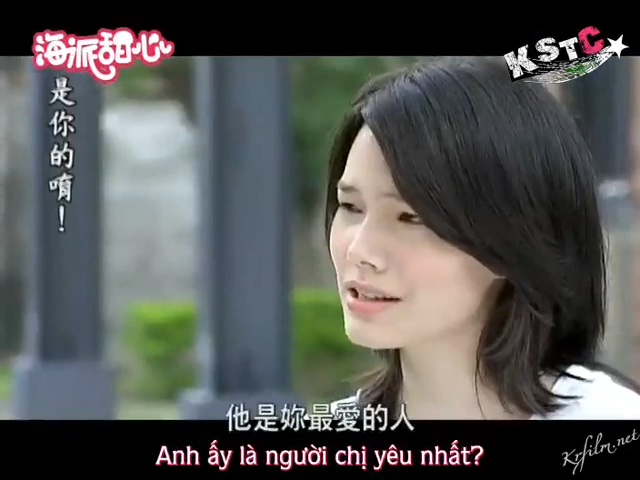 海派甜心
KSTC
是你的唷！
他是妳最愛的人
Anh ấy là người chị yêu nhất?
Krfilm.net